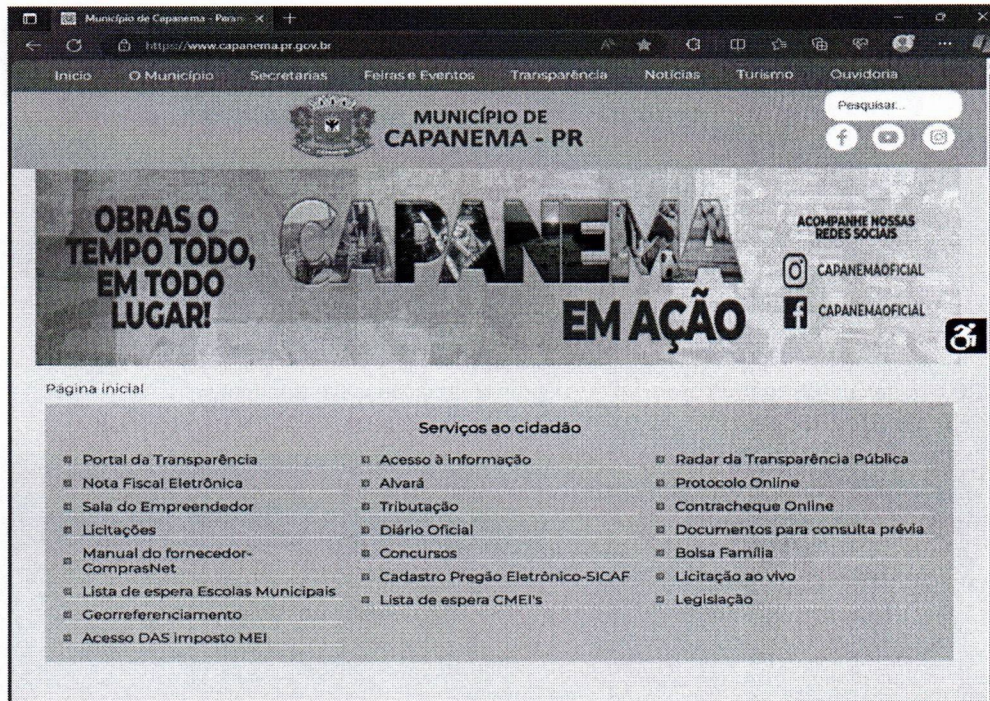 Município de Capanema - Paran
https://www.capanema.pr.gov.br
Inicio O Município Secretarias Feiras e Eventos Transparência Notícias Turismo Ouvidoria
MUNICÍPIO DE
CAPANEMA - PR
Pesquisar...
OBRAS O
TEMPO TODO,
EM TODO
LUGAR!
CAPANEMA
EM AÇÃO
ACOMPANHE NOSSAS
REDES SOCIAIS
CAPANEMAOFICIAL
CAPANEMAOFICIAL
Página inicial
Serviços ao cidadão
Portal da Transparência
Nota Fiscal Eletrônica
Sala do Empreendedor
Licitações
Manual do fornecedor-
ComprasNet
Lista de espera Escolas Municipais
Georreferenciamento
Acesso DAS imposto MEI
Acesso à informação
Alvará
Tributação
Diário Oficial
Concursos
Cadastro Pregão Eletrônico-SICAF
Lista de espera CMEI's
Radar da Transparência Pública
Protocolo Online
Contracheque Online
Documentos para consulta prévia
Bolsa Família
Licitação ao vivo
Legislação